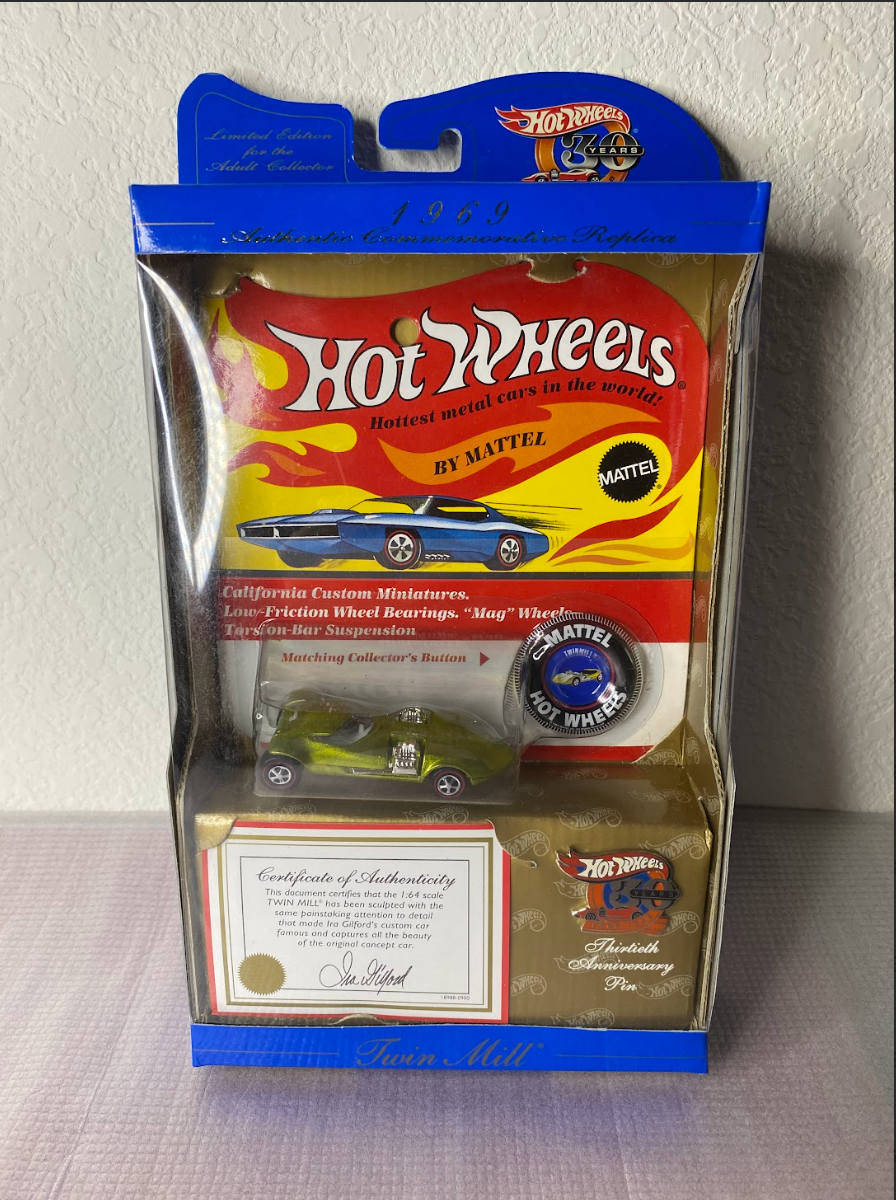 Limited Edition
for the
Adult Collector
HOT WHEELS
30
YEARS
1969
Authentic Commemorative Replica
HOT WHEELS®
Hottest metal cars in the world!
BY MATTEL
MATTEL®
California Custom Miniatures.
Low-Friction Wheel Bearings. “Mag” Wheels
Torsion-Bar Suspension
Matching Collector's Button
MATTEL
TWINMILL
HOT WHEELS
Certificate of Authenticity
This document certifies that the 1:64 scale
TWIN MILL® has been sculpted with the
same painstaking attention to detail
that made Ira Gilford's custom car
famous and captures all the beauty
of the original concept car.
Ira Gilford
HOT WHEELS
30
YEARS
Thirtieth
Anniversary
Pin
Twin Mill®